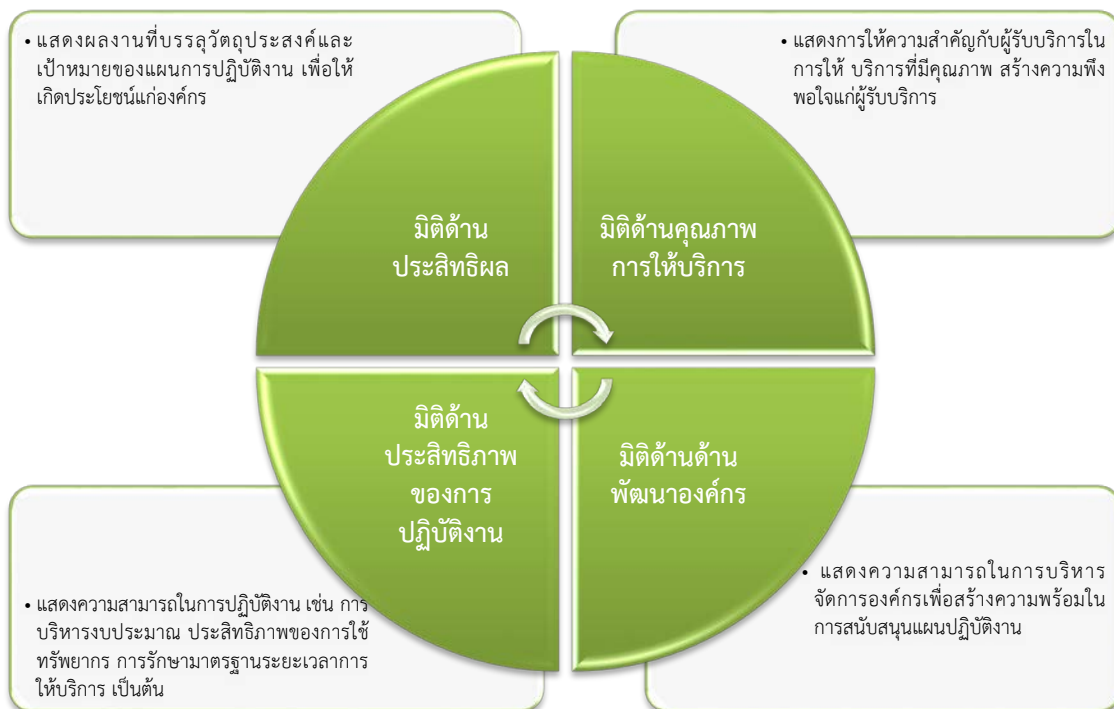 • แสดงผลงานที่บรรลุวัตถุประสงค์และ
เป้าหมายของแผนการปฏิบัติงาน เพื่อให้
เกิดประโยชน์แก่องค์กร
• แสดงการให้ความสำคัญกับผู้รับบริการใน
การให้ บริการที่มีคุณภาพ สร้างความพึง
พอใจแก่ผู้รับบริการ
มิติด้าน
ประสิทธิผล
มิติด้านคุณภาพ
การให้บริการ
มิติด้าน
ประสิทธิภาพ
ของการ
ปฏิบัติงาน
มิติด้านด้าน
พัฒนาองค์กร
• แสดงความสามารถในการปฏิบัติงาน เช่น การ
บริหารงบประมาณ ประสิทธิภาพของการใช้
ทรัพยากร การรักษามาตรฐานระยะเวลาการ
ให้บริการ เป็นต้น
• แสดงความสามารถในการบริหาร
จัดการองค์กรเพื่อสร้างความพร้อมใน
การสนับสนุนแผนปฏิบัติงาน